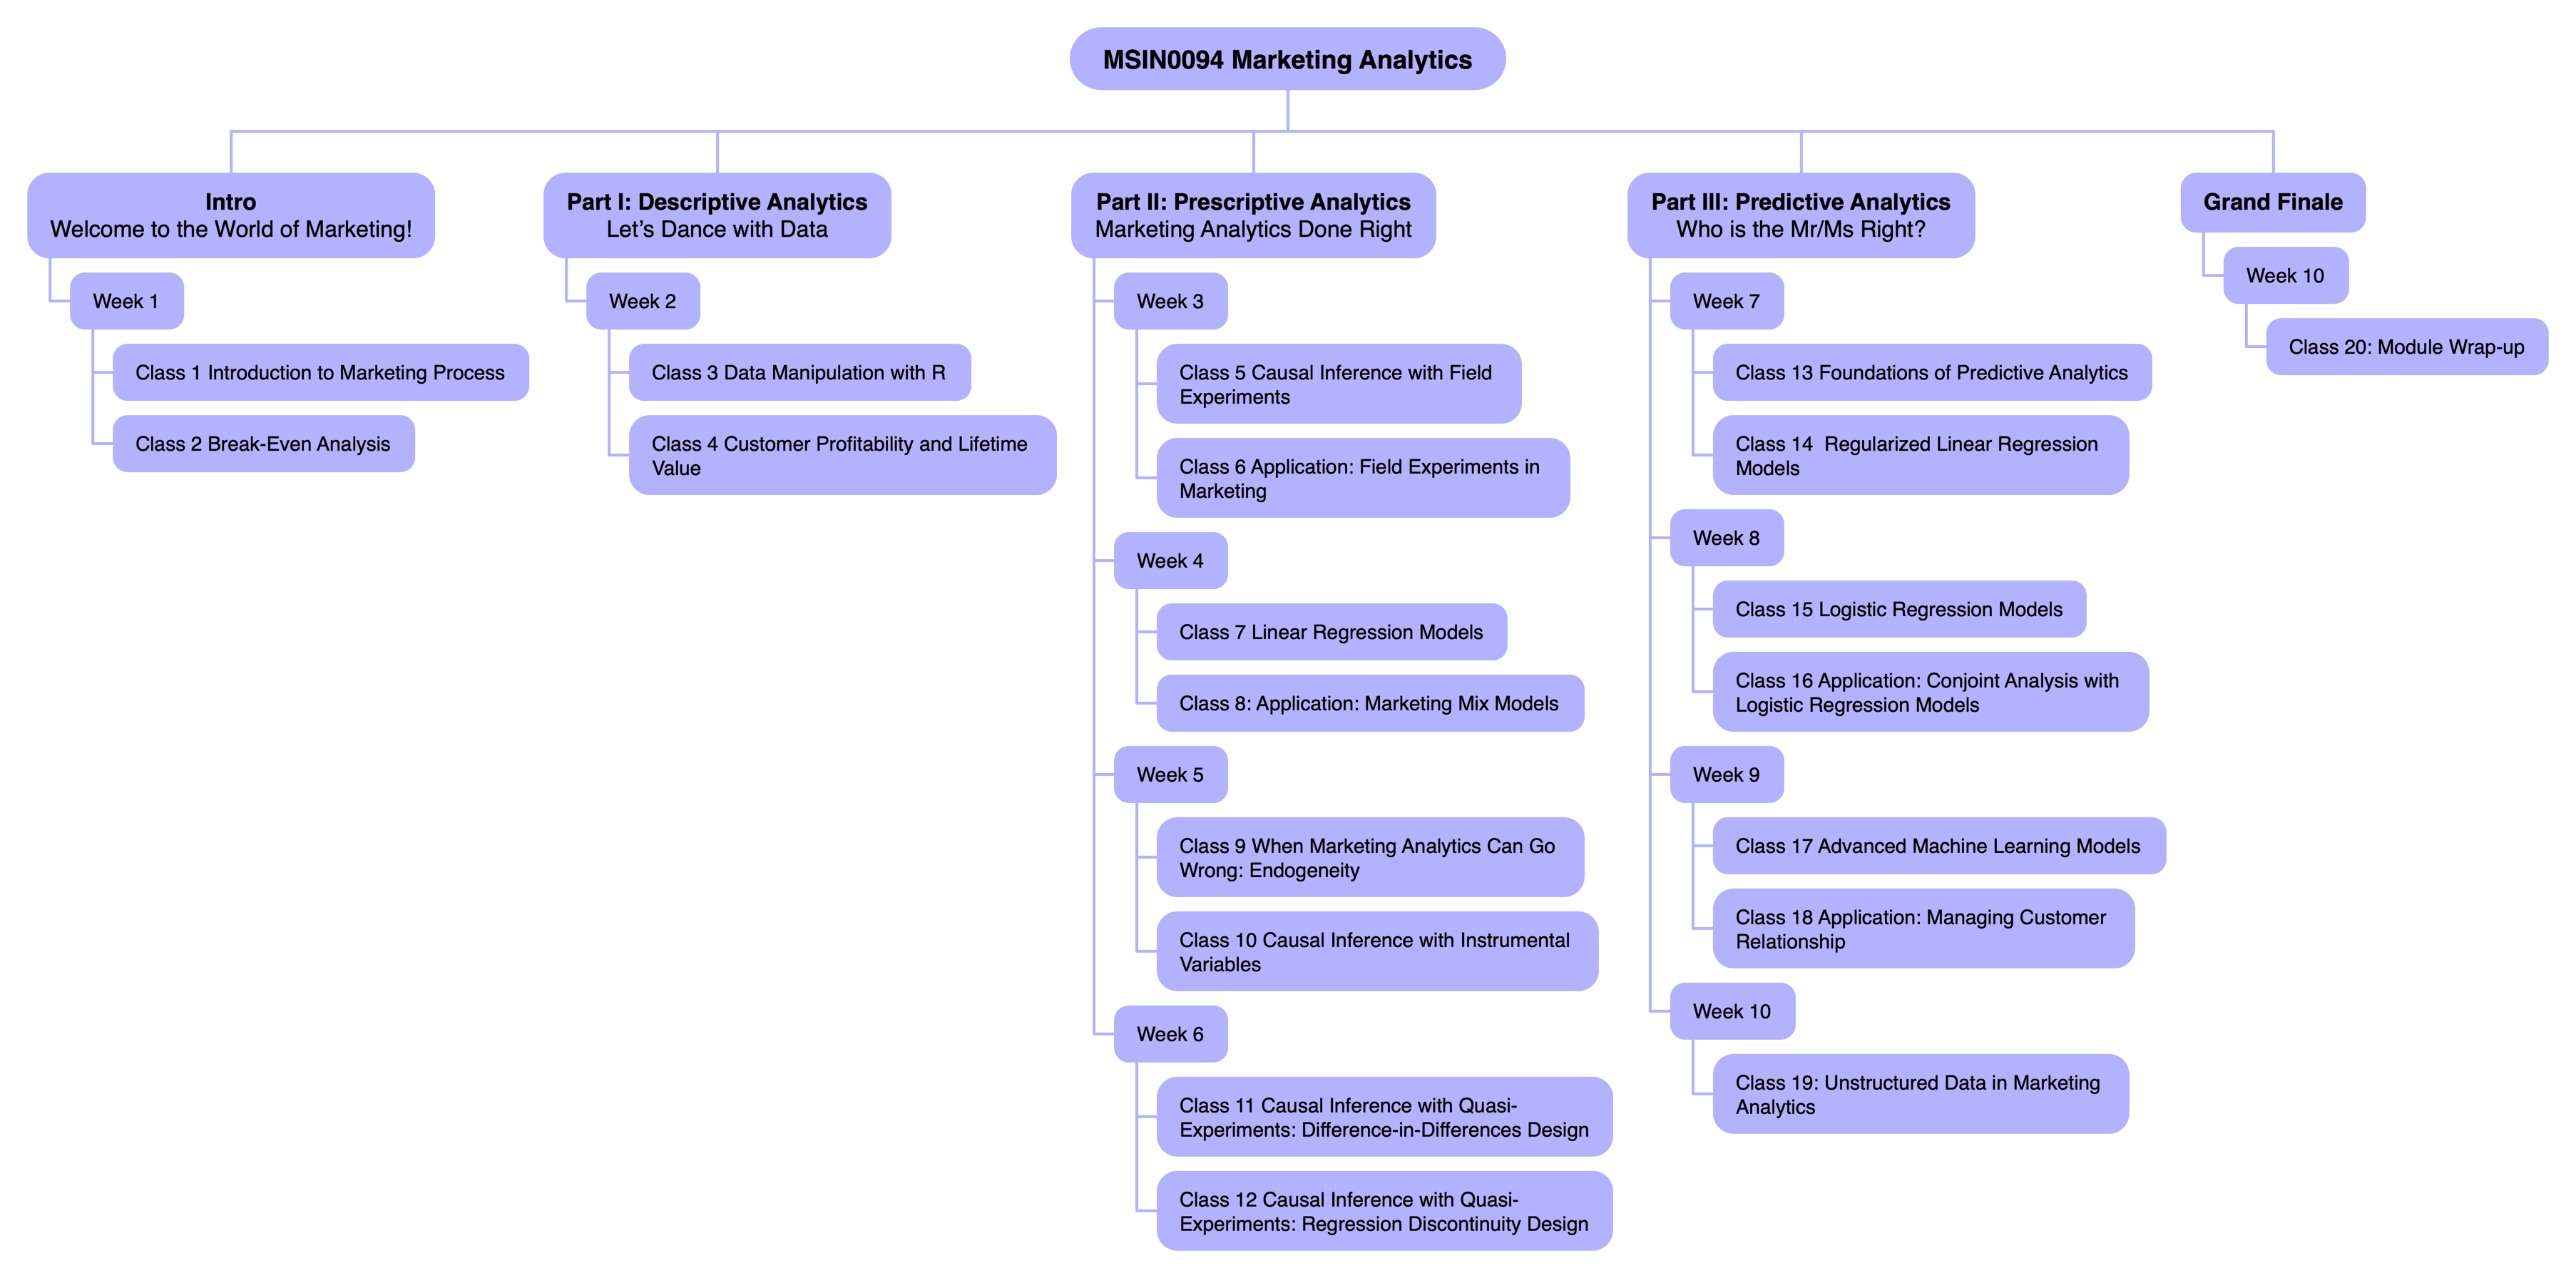 MSIN0094 Marketing Analytics
Intro
Welcome to the World of Marketing!
Week 1
Class 1 Introduction to Marketing Process
Class 2 Break-Even Analysis
Part I: Descriptive Analytics
Let’s Dance with Data
Week 2
Class 3 Data Manipulation with R
Class 4 Customer Profitability and Lifetime
Value
Part II: Prescriptive Analytics
Marketing Analytics Done Right
Week 3
Class 5 Causal Inference with Field
Experiments
Class 6 Application: Field Experiments in
Marketing
Week 4
Class 7 Linear Regression Models
Class 8: Application: Marketing Mix Models
Week 5
Class 9 When Marketing Analytics Can Go
Wrong: Endogeneity
Class 10 Causal Inference with Instrumental
Variables
Week 6
Class 11 Causal Inference with Quasi-
Experiments: Difference-in-Differences Design
Class 12 Causal Inference with Quasi-
Experiments: Regression Discontinuity Design
Part III: Predictive Analytics
Who is the Mr/Ms Right?
Week 7
Class 13 Foundations of Predictive Analytics
Class 14  Regularized Linear Regression
Models
Week 8
Class 15 Logistic Regression Models
Class 16 Application: Conjoint Analysis with
Logistic Regression Models
Week 9
Class 17 Advanced Machine Learning Models
Class 18 Application: Managing Customer
Relationship
Week 10
Class 19: Unstructured Data in Marketing
Analytics
Grand Finale
Week 10
Class 20: Module Wrap-up